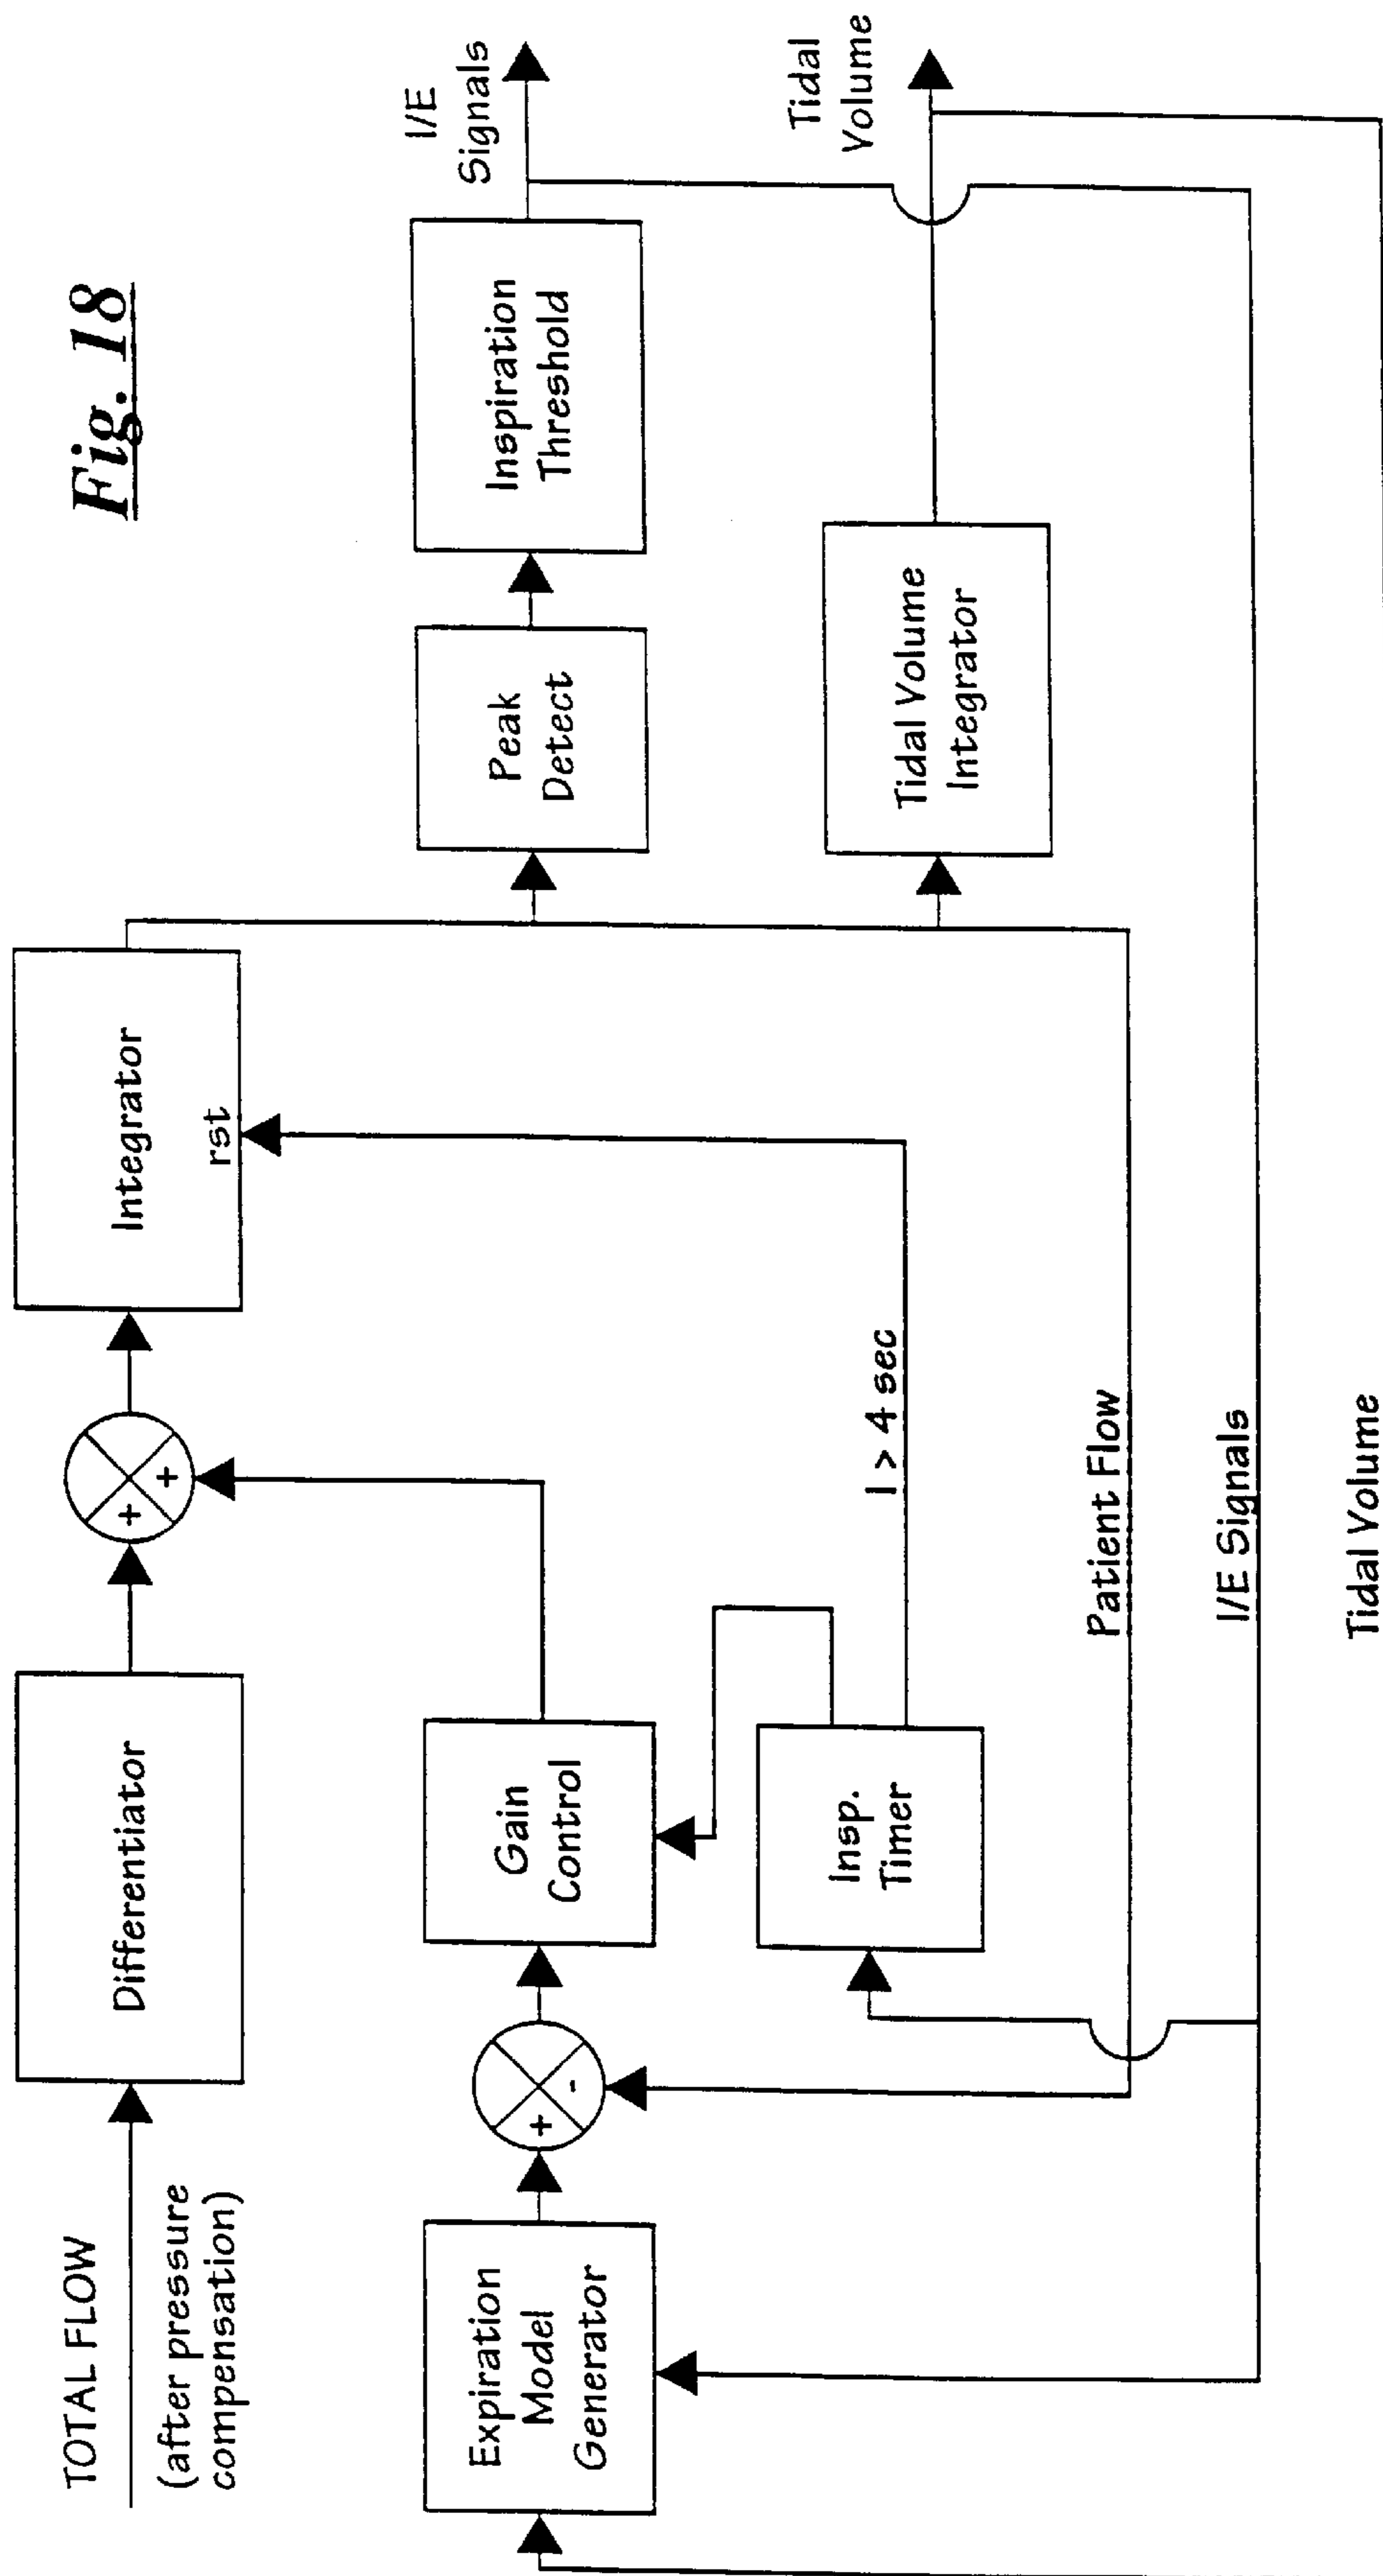 Fig. 18
TOTAL FLOW
(after pressure
compensation)
Differentiator
+
+
Integrator
rst
Expiration
Model
Generator
+
-
Gain
Control
Insp.
Timer
I > 4 sec
Peak
Detect
Inspiration
Threshold
I/E
Signals
Tidal Volume
Integrator
Tidal
Volume
Patient Flow
I/E Signals
Tidal Volume